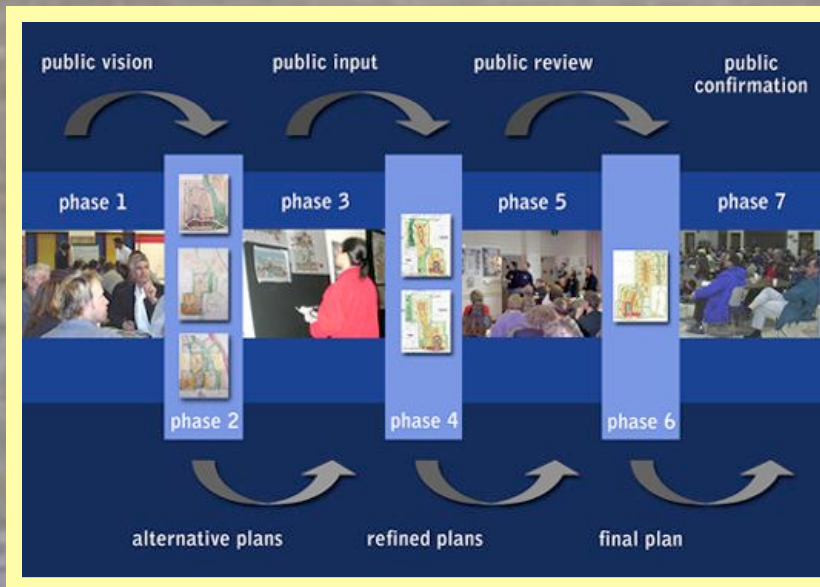 public vision
public input
public review
public
confirmation
phase 1
phase 3
phase 5
phase 7
phase 2
phase 4
phase 6
alternative plans
refined plans
final plan